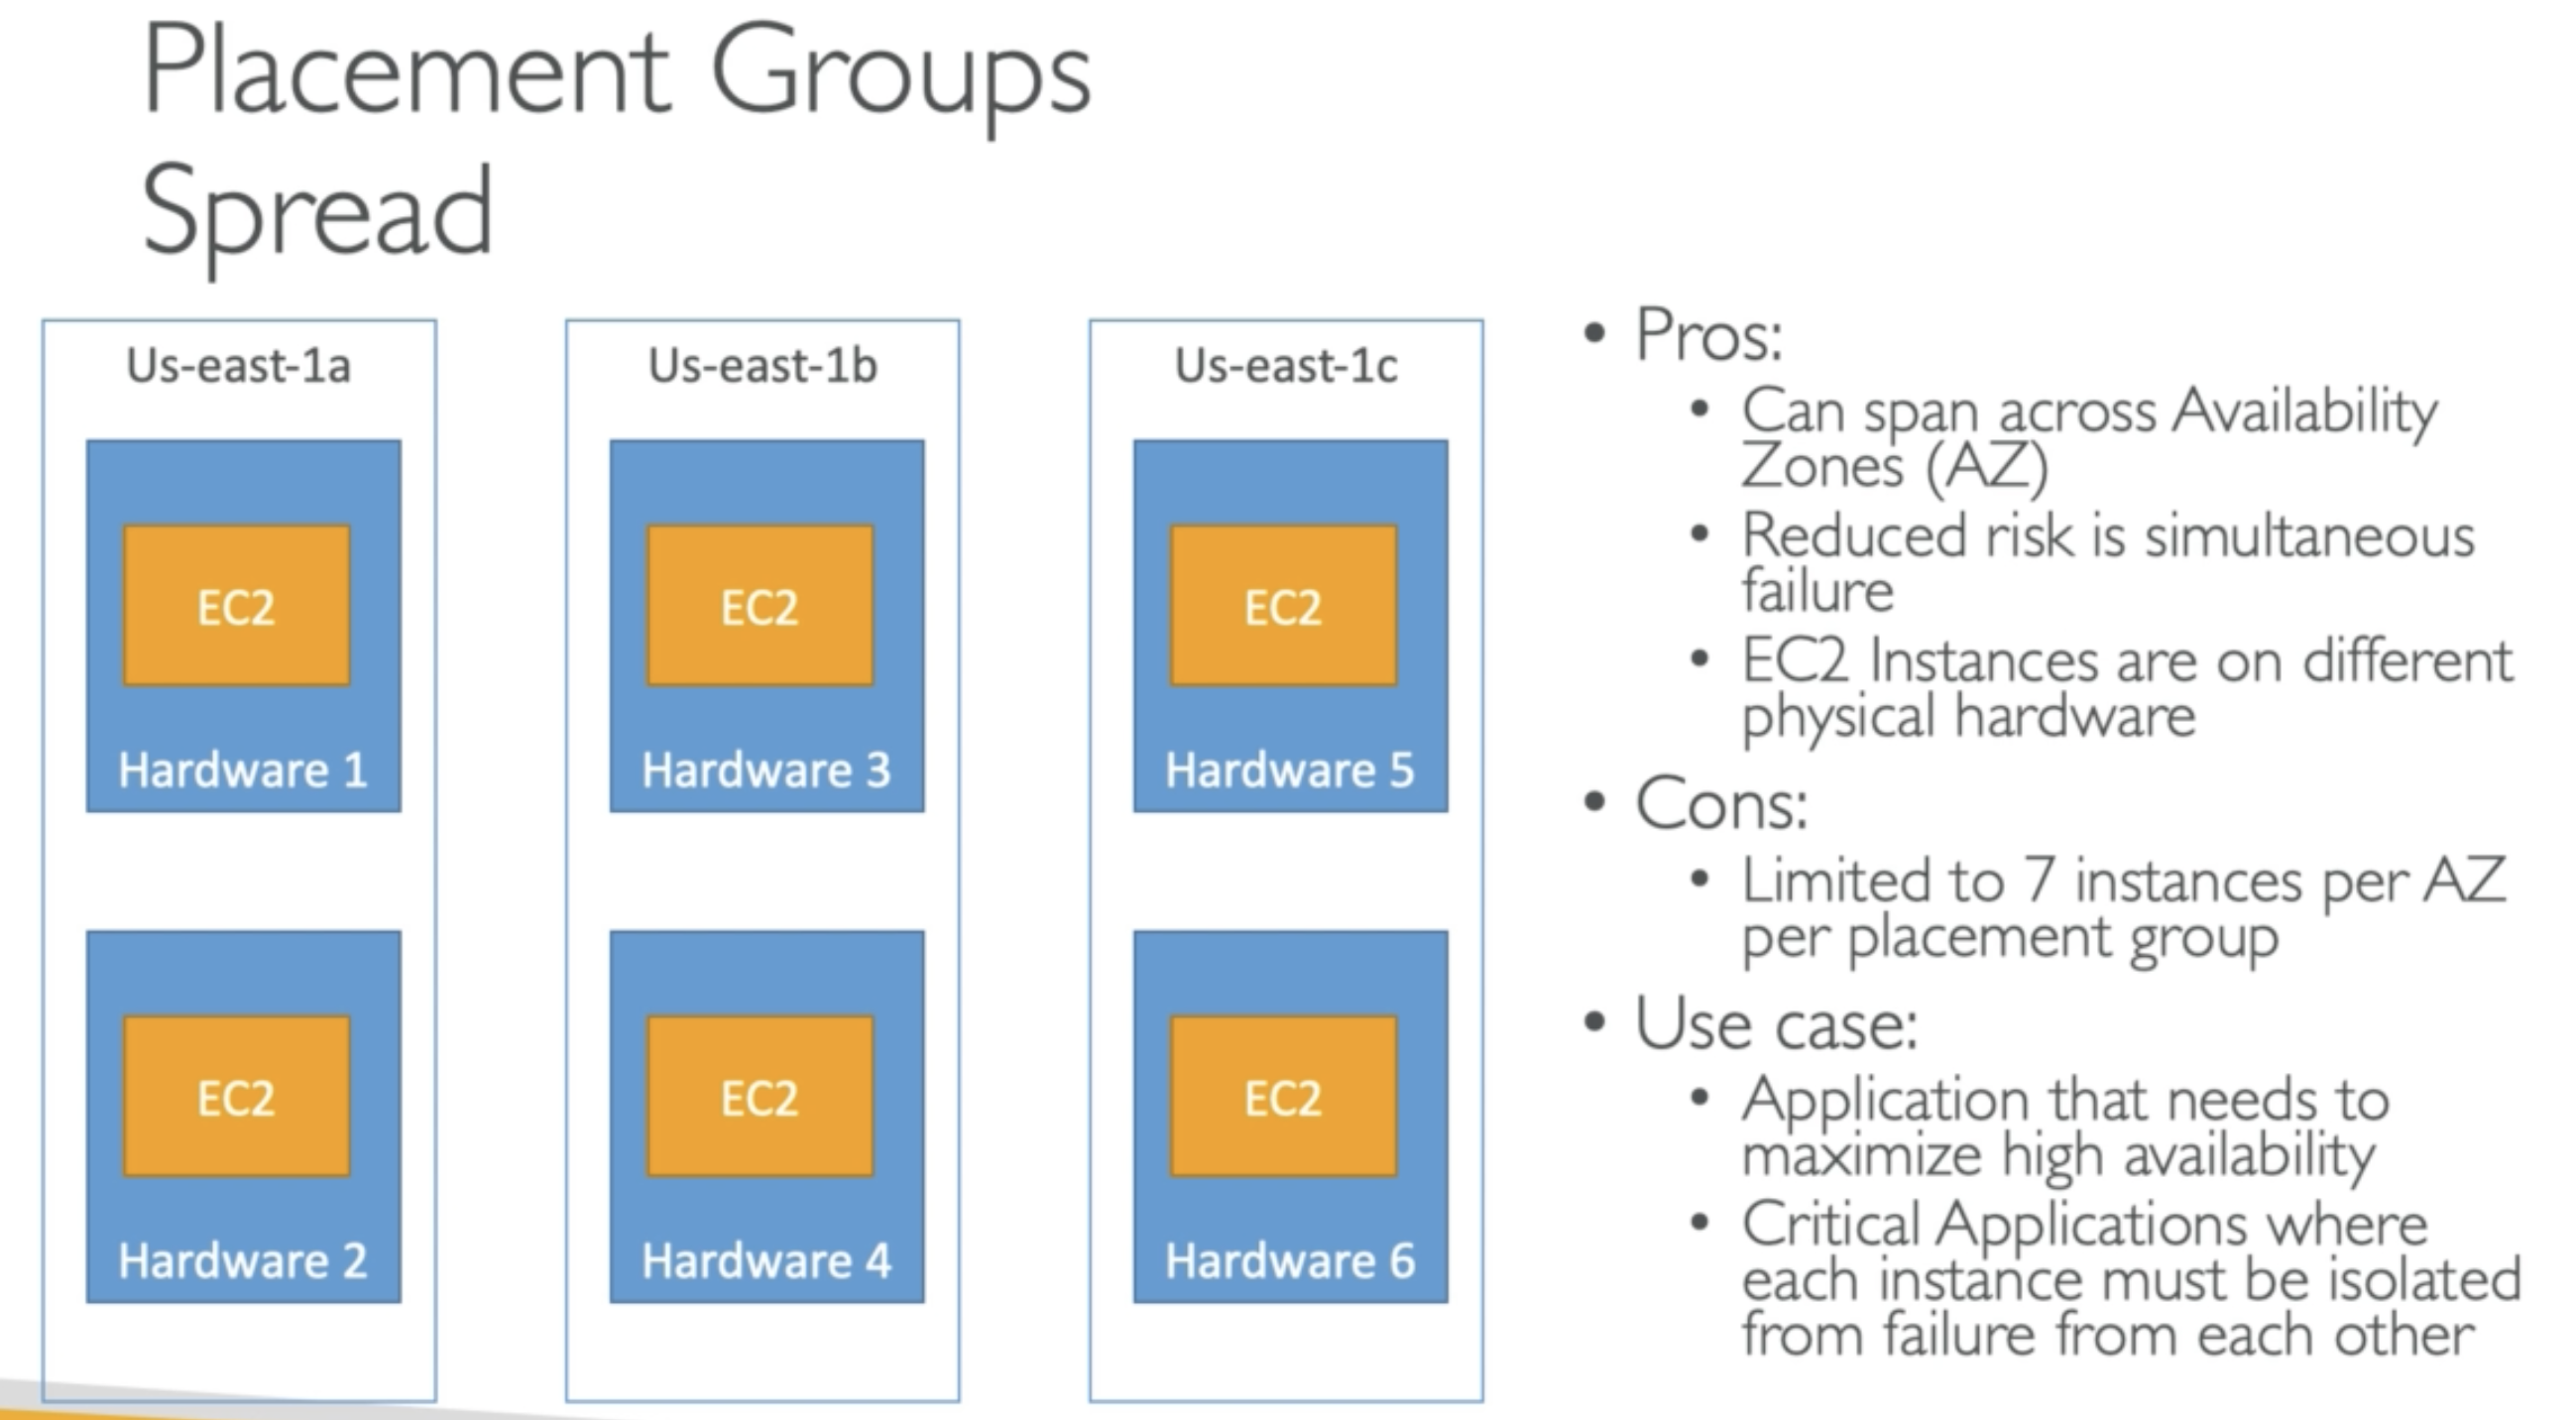 Placement Groups
Spread
Us-east-1a
EC2
Hardware 1
EC2
Hardware 2
Us-east-1b
EC2
Hardware 3
EC2
Hardware 4
Us-east-1c
EC2
Hardware 5
EC2
Hardware 6
• Pros:
• Can span across Availability
Zones (AZ)
• Reduced risk is simultaneous
failure
• EC2 Instances are on different
physical hardware
• Cons:
• Limited to 7 instances per AZ
per placement group
• Use case:
• Application that needs to
maximize high availability
• Critical Applications where
each instance must be isolated
from failure from each other